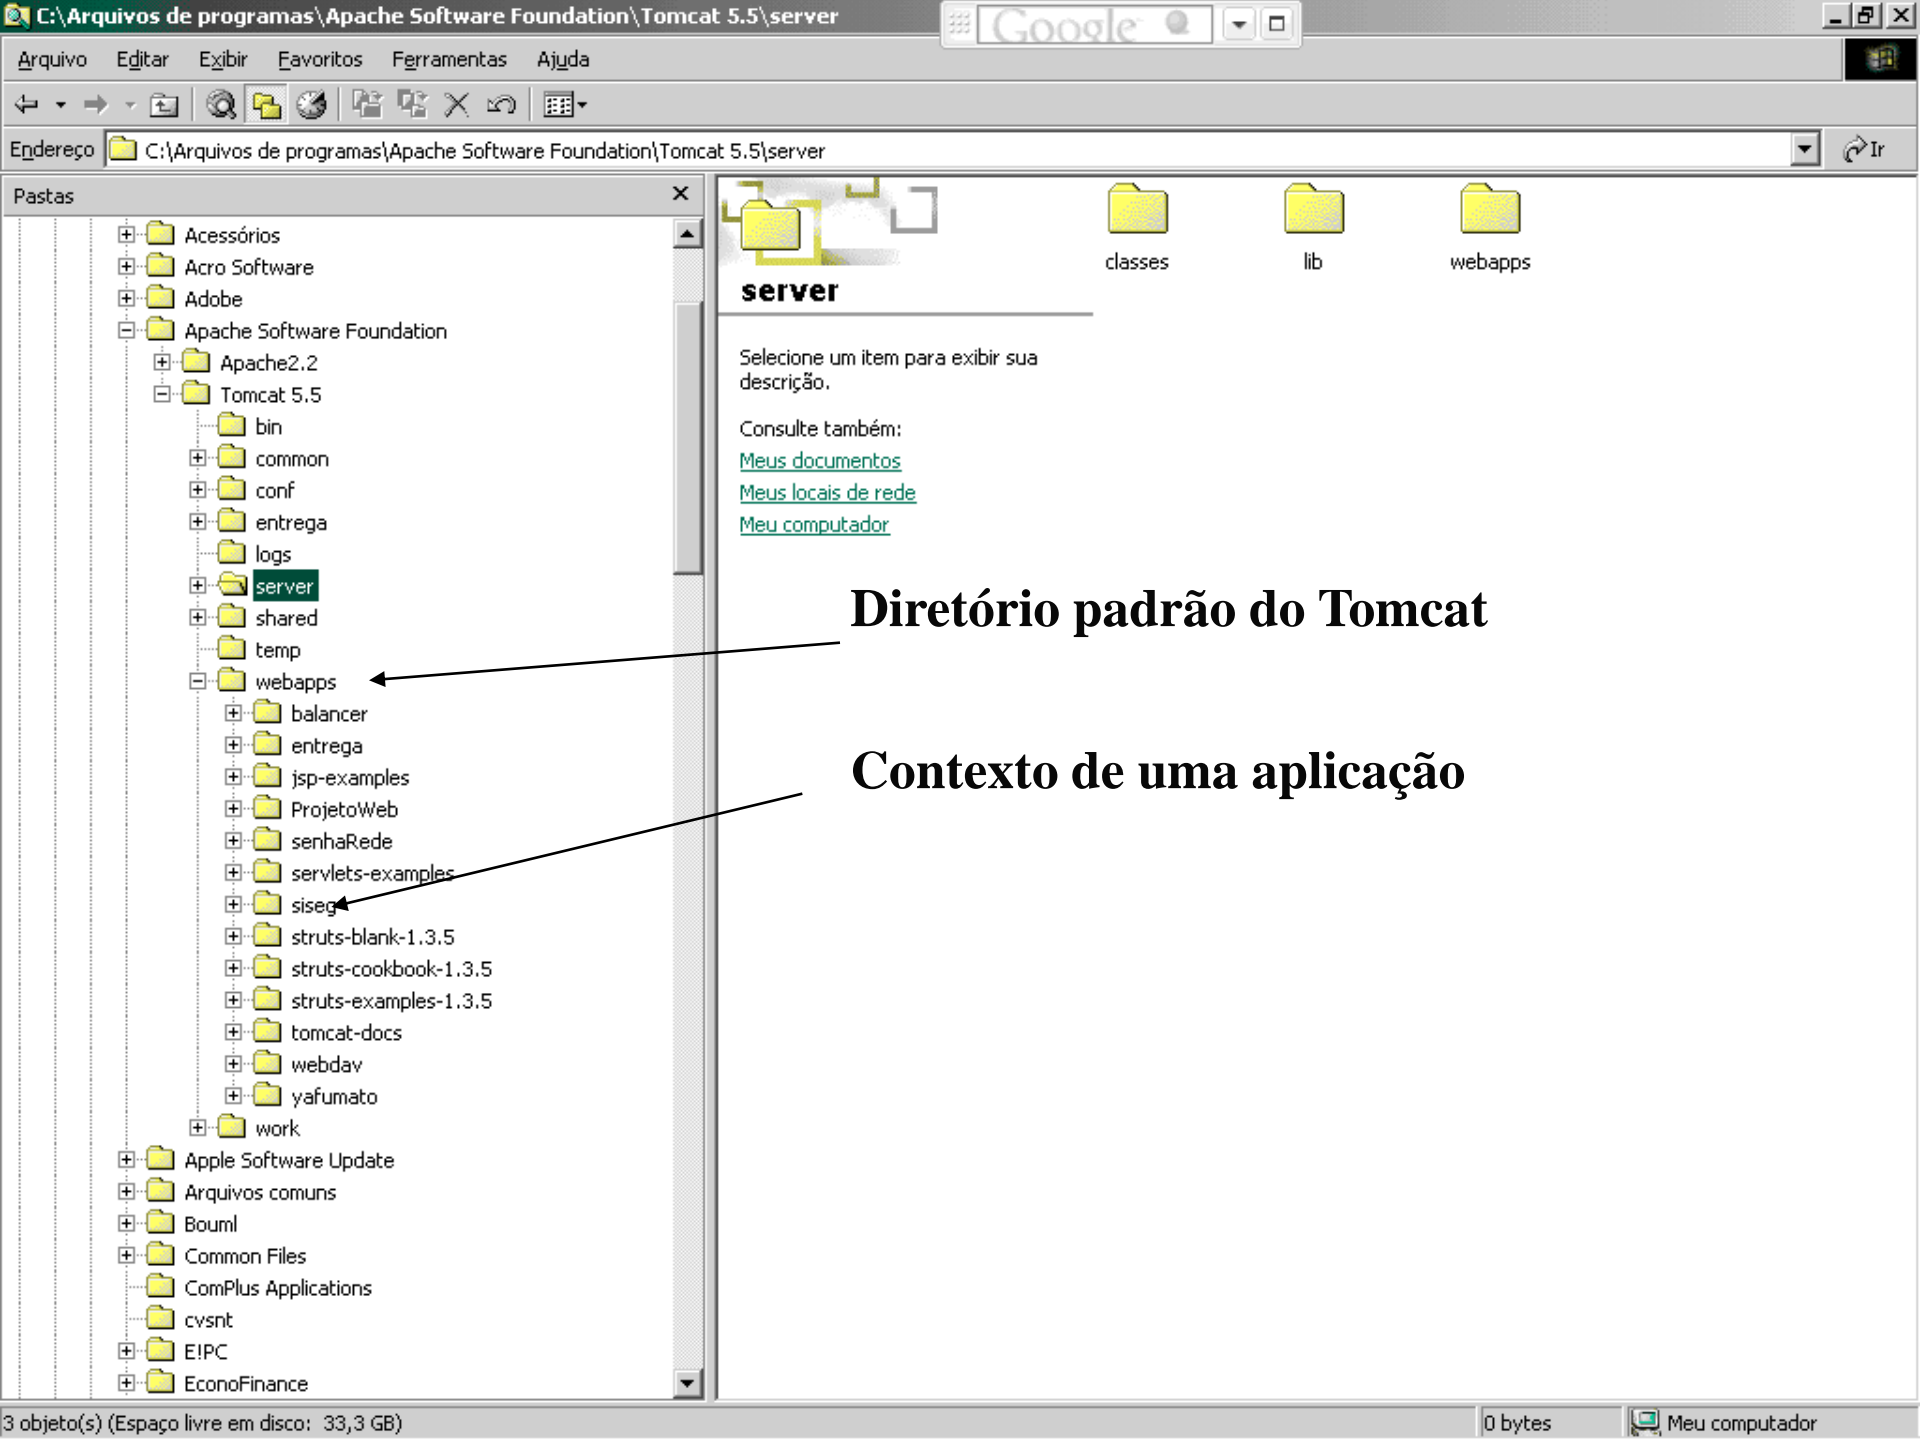 C:\Arquivos de programas\Apache Software Foundation\Tomcat 5.5\server
Google
Arquivo Editar Exibir Favoritos Ferramentas Ajuda
Endereço C:\Arquivos de programas\Apache Software Foundation\Tomcat 5.5\server Ir
Pastas
Acessórios
Acro Software
Adobe
Apache Software Foundation
Apache2.2
Tomcat 5.5
bin
common
conf
entrega
logs
server
shared
temp
webapps
balancer
entrega
jsp-examples
ProjetoWeb
senhaRede
servlets-examples
siseg
struts-blank-1.3.5
struts-cookbook-1.3.5
struts-examples-1.3.5
tomcat-docs
webdav
yafumato
work
Apple Software Update
Arquivos comuns
Bouml
Common Files
ComPlus Applications
cvsnt
E!PC
EconoFinance
server
Selecione um item para exibir sua
descrição.
Consulte também:
Meus documentos
Meus locais de rede
Meu computador
classes lib webapps
Diretório padrão do Tomcat
Contexto de uma aplicação
3 objeto(s) (Espaço livre em disco: 33,3 GB) 0 bytes Meu computador